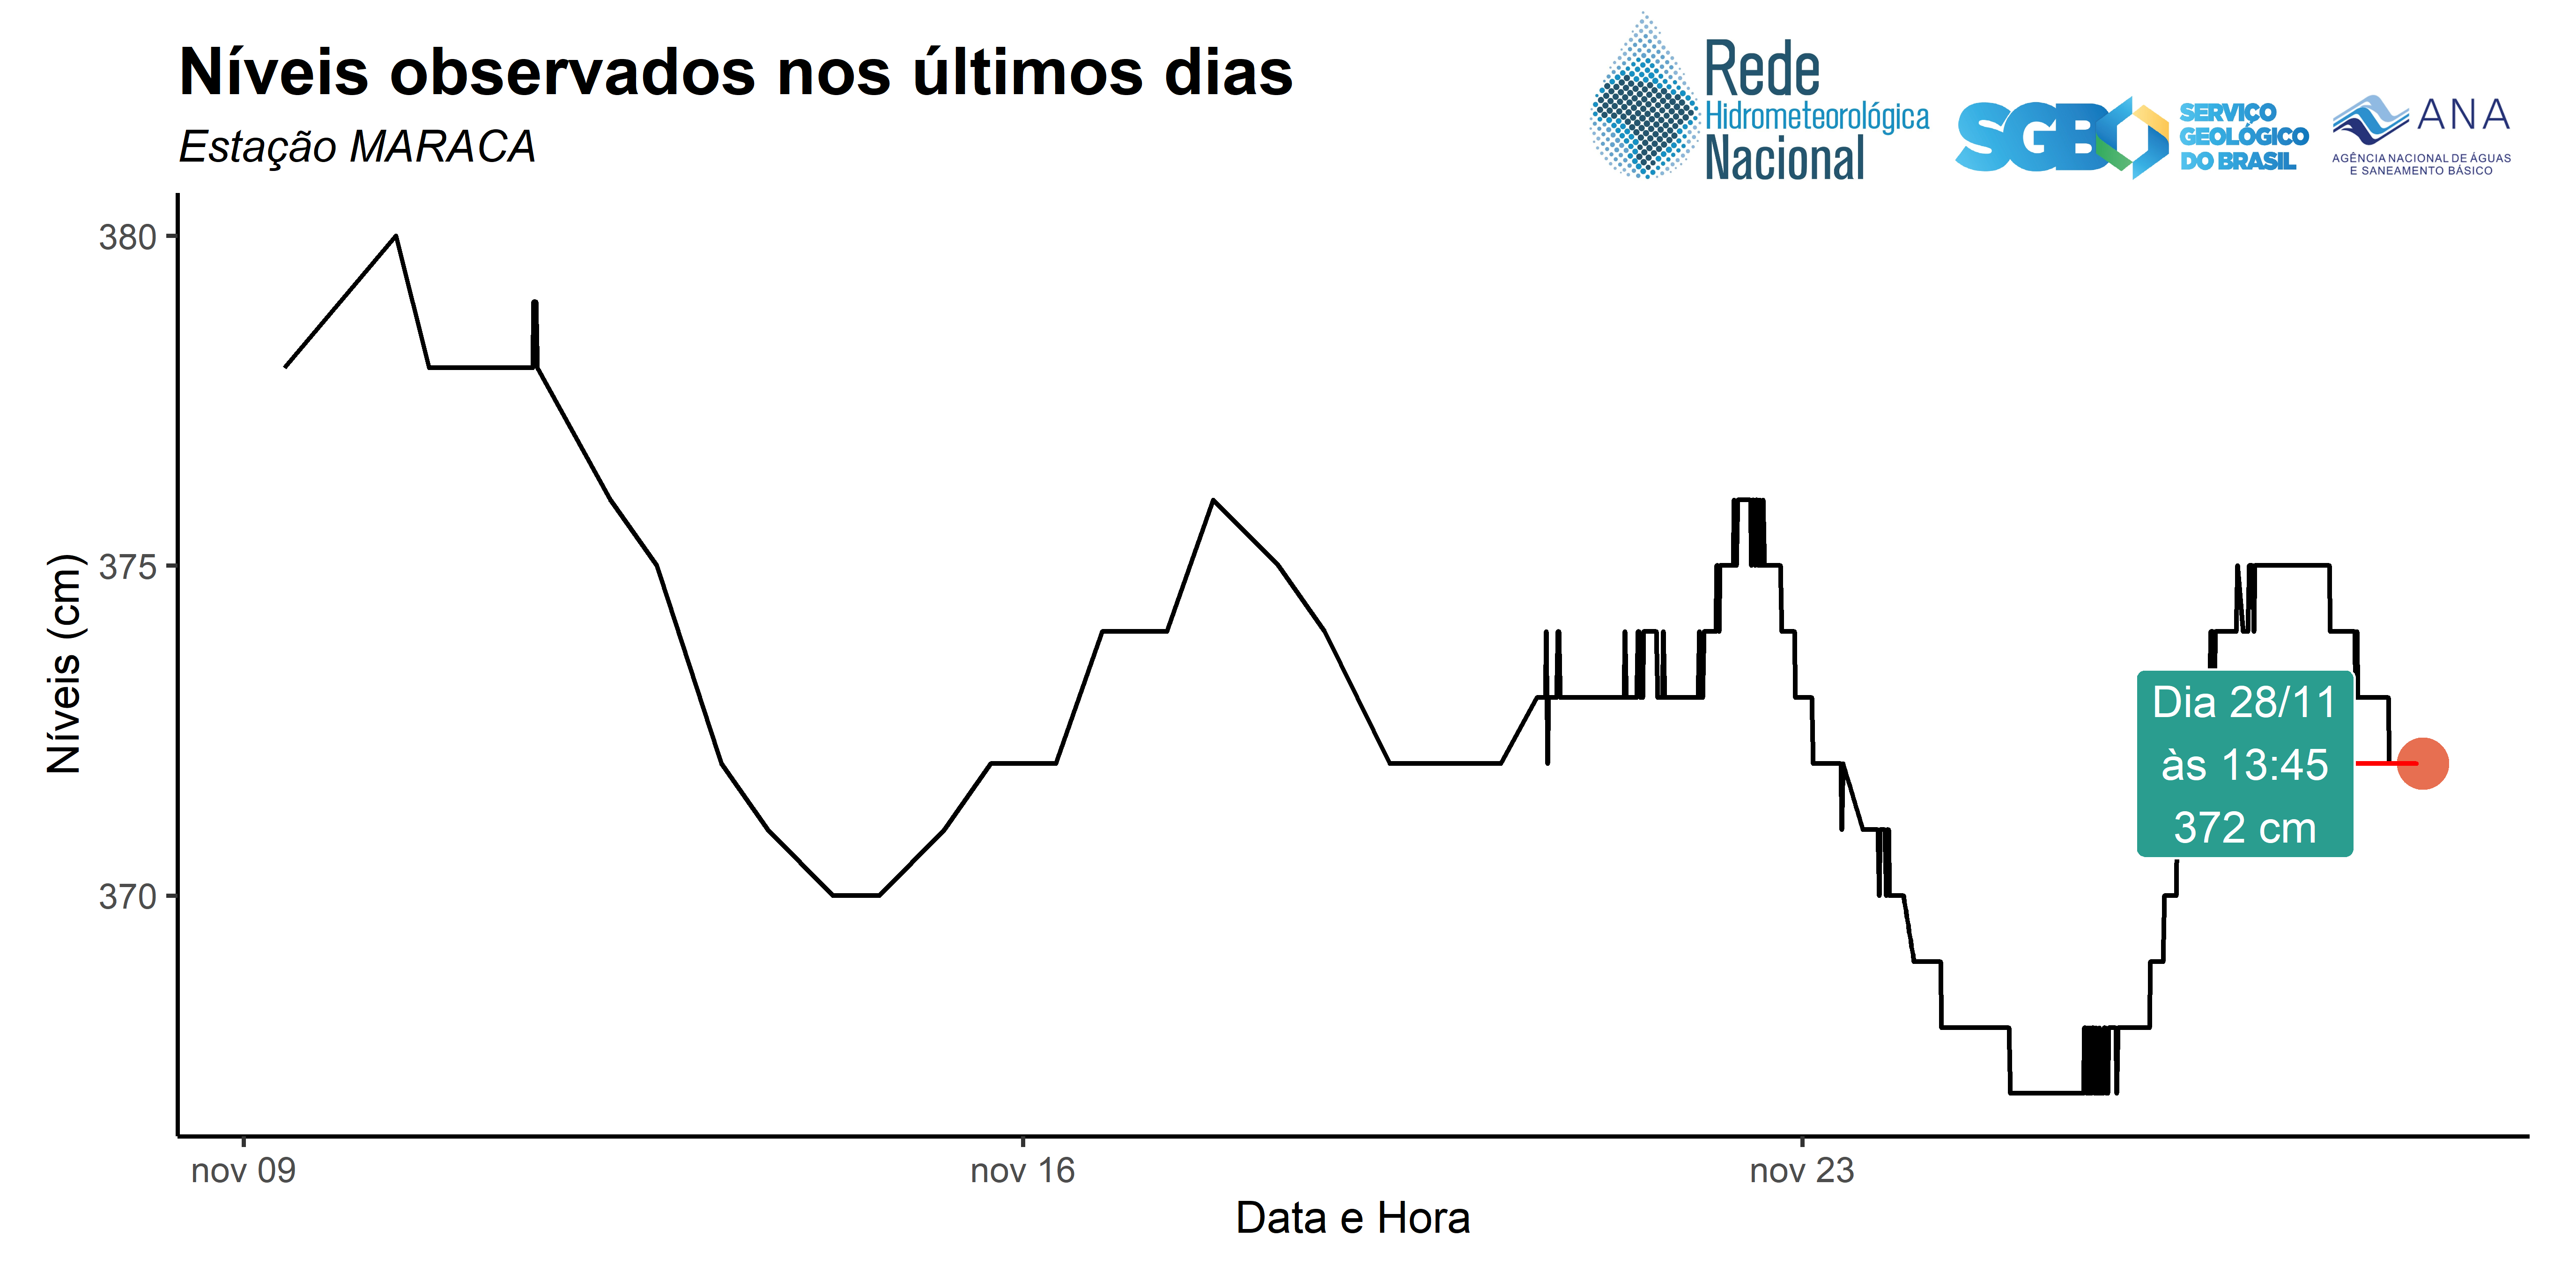 Níveis observados nos últimos dias
Estação MARACA
Rede
Hidrometeorológica
Nacional
SGB
SERVIÇO
GEOLÓGICO
DO BRASIL
ANA
AGÊNCIA NACIONAL DE ÁGUAS
E SANEAMENTO BÁSICO
Níveis (cm)
380
375
370
Dia 28/11
às 13:45
372 cm
nov 09
nov 16
nov 23
Data e Hora